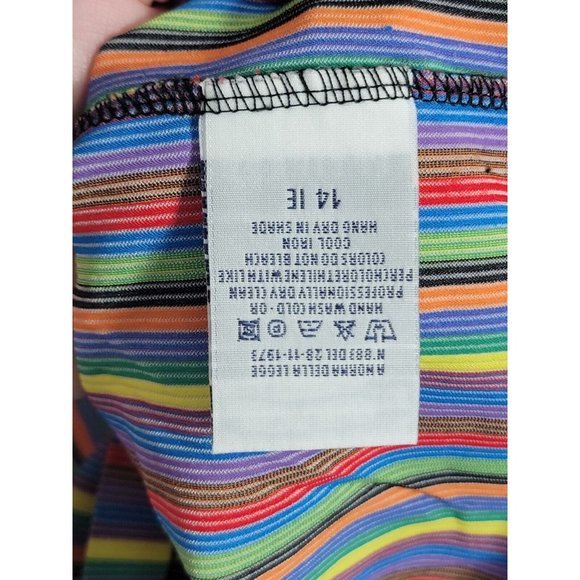 A NORMA DELLA LEGGE
N°883 DEL 28-11-1973
HAND WASH COLD-OR
PROFESSIONALLY DRY CLEAN
PERCHOLORETHILENE WITH LIKE
COLORS DO NOT BLEACH
COOL IRON
HANG DRY IN SHADE
14 IE